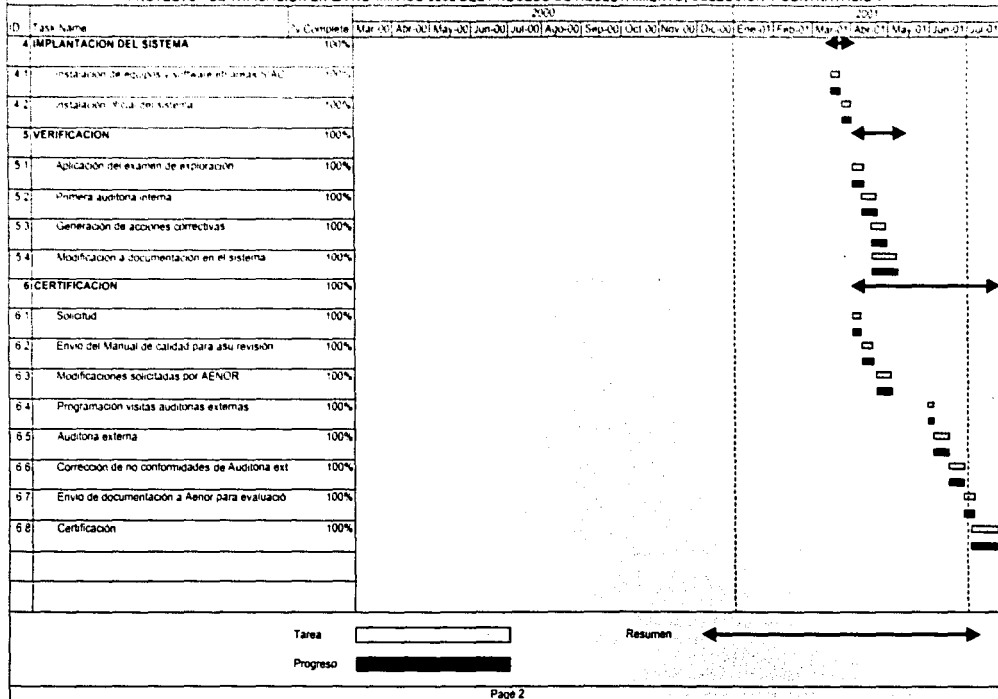 2000 2001
ID Task Name % Complete Mar-00 Abr-00 May-00 Jun-00 Jul-00 Ago-00 Sep-00 Oct-00 Nov-00 Dic-00 Ene-01 Feb-01 Mar-01 Abr-01 May-01 Jun-01 Jul-01
4 IMPLANTACION DEL SISTEMA 100%
4.1 Instalación de equipos y software en áreas 100%
4.2 Instalación oficial del sistema 100%
5 VERIFICACION 100%
5.1 Aplicación del examen de exploración 100%
5.2 Primera auditoria interna 100%
5.3 Generación de acciones correctivas 100%
5.4 Modificación a documentación en el sistema 100%
6 CERTIFICACION 100%
6.1 Solicitud 100%
6.2 Envio del Manual de calidad para asu revisión 100%
6.3 Modificaciones solicitadas por AENOR 100%
6.4 Programación visitas auditorias externas 100%
6.5 Auditoria externa 100%
6.6 Corrección de no conformidades de Auditoria ext 100%
6.7 Envio de documentación a Aenor para evaluació 100%
6.8 Certificación 100%
Tarea Resumen
Progreso
Page 2